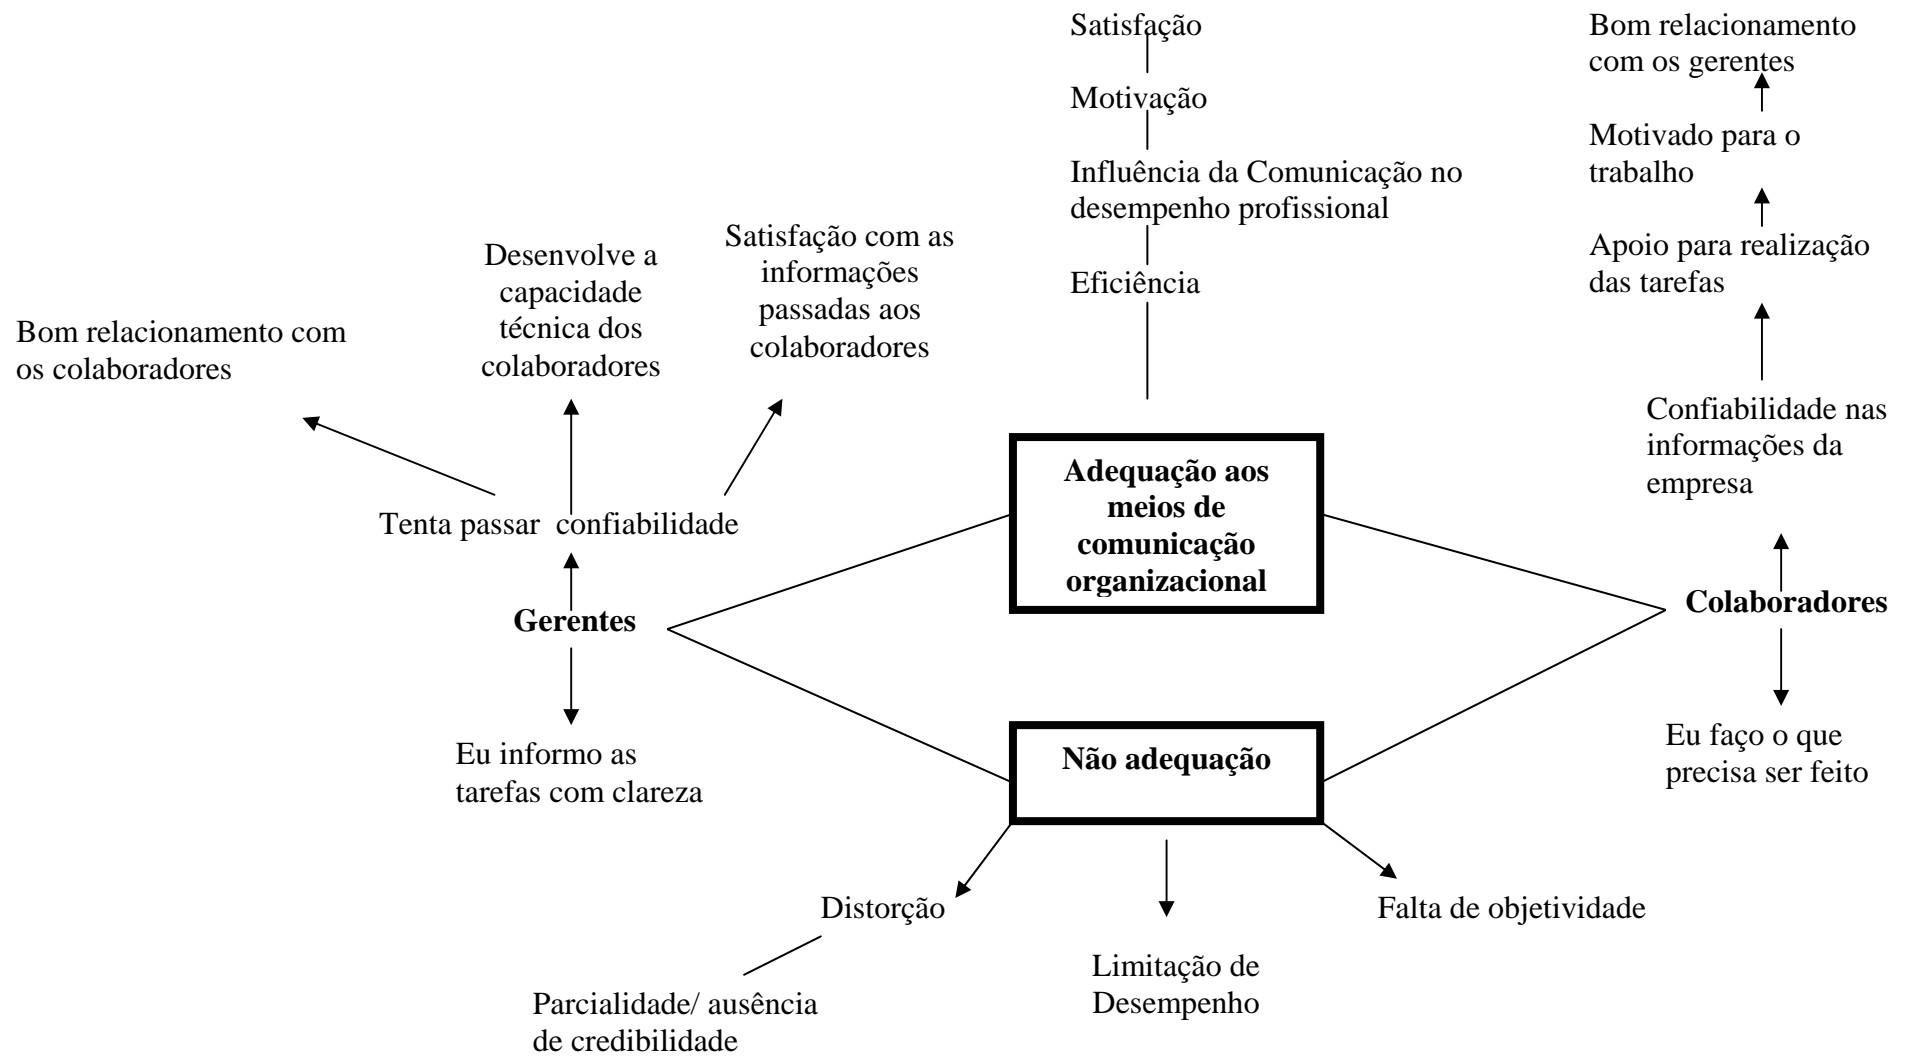 Satisfação
Motivação
Influência da Comunicação no
desempenho profissional
Eficiência
Bom relacionamento
com os gerentes
Motivado para o
trabalho
Apoio para realização
das tarefas
Confiabilidade nas
informações da
empresa
Colaboradores
Eu faço o que
precisa ser feito
Bom relacionamento com
os colaboradores
Desenvolve a
capacidade
técnica dos
colaboradores
Satisfação com as
informações
passadas aos
colaboradores
Tenta passar  confiabilidade
Gerentes
Eu informo as
tarefas com clareza
Adequação aos
meios de
comunicação
organizacional
Não adequação
Distorção
Parcialidade/ ausência
de credibilidade
Limitação de
Desempenho
Falta de objetividade